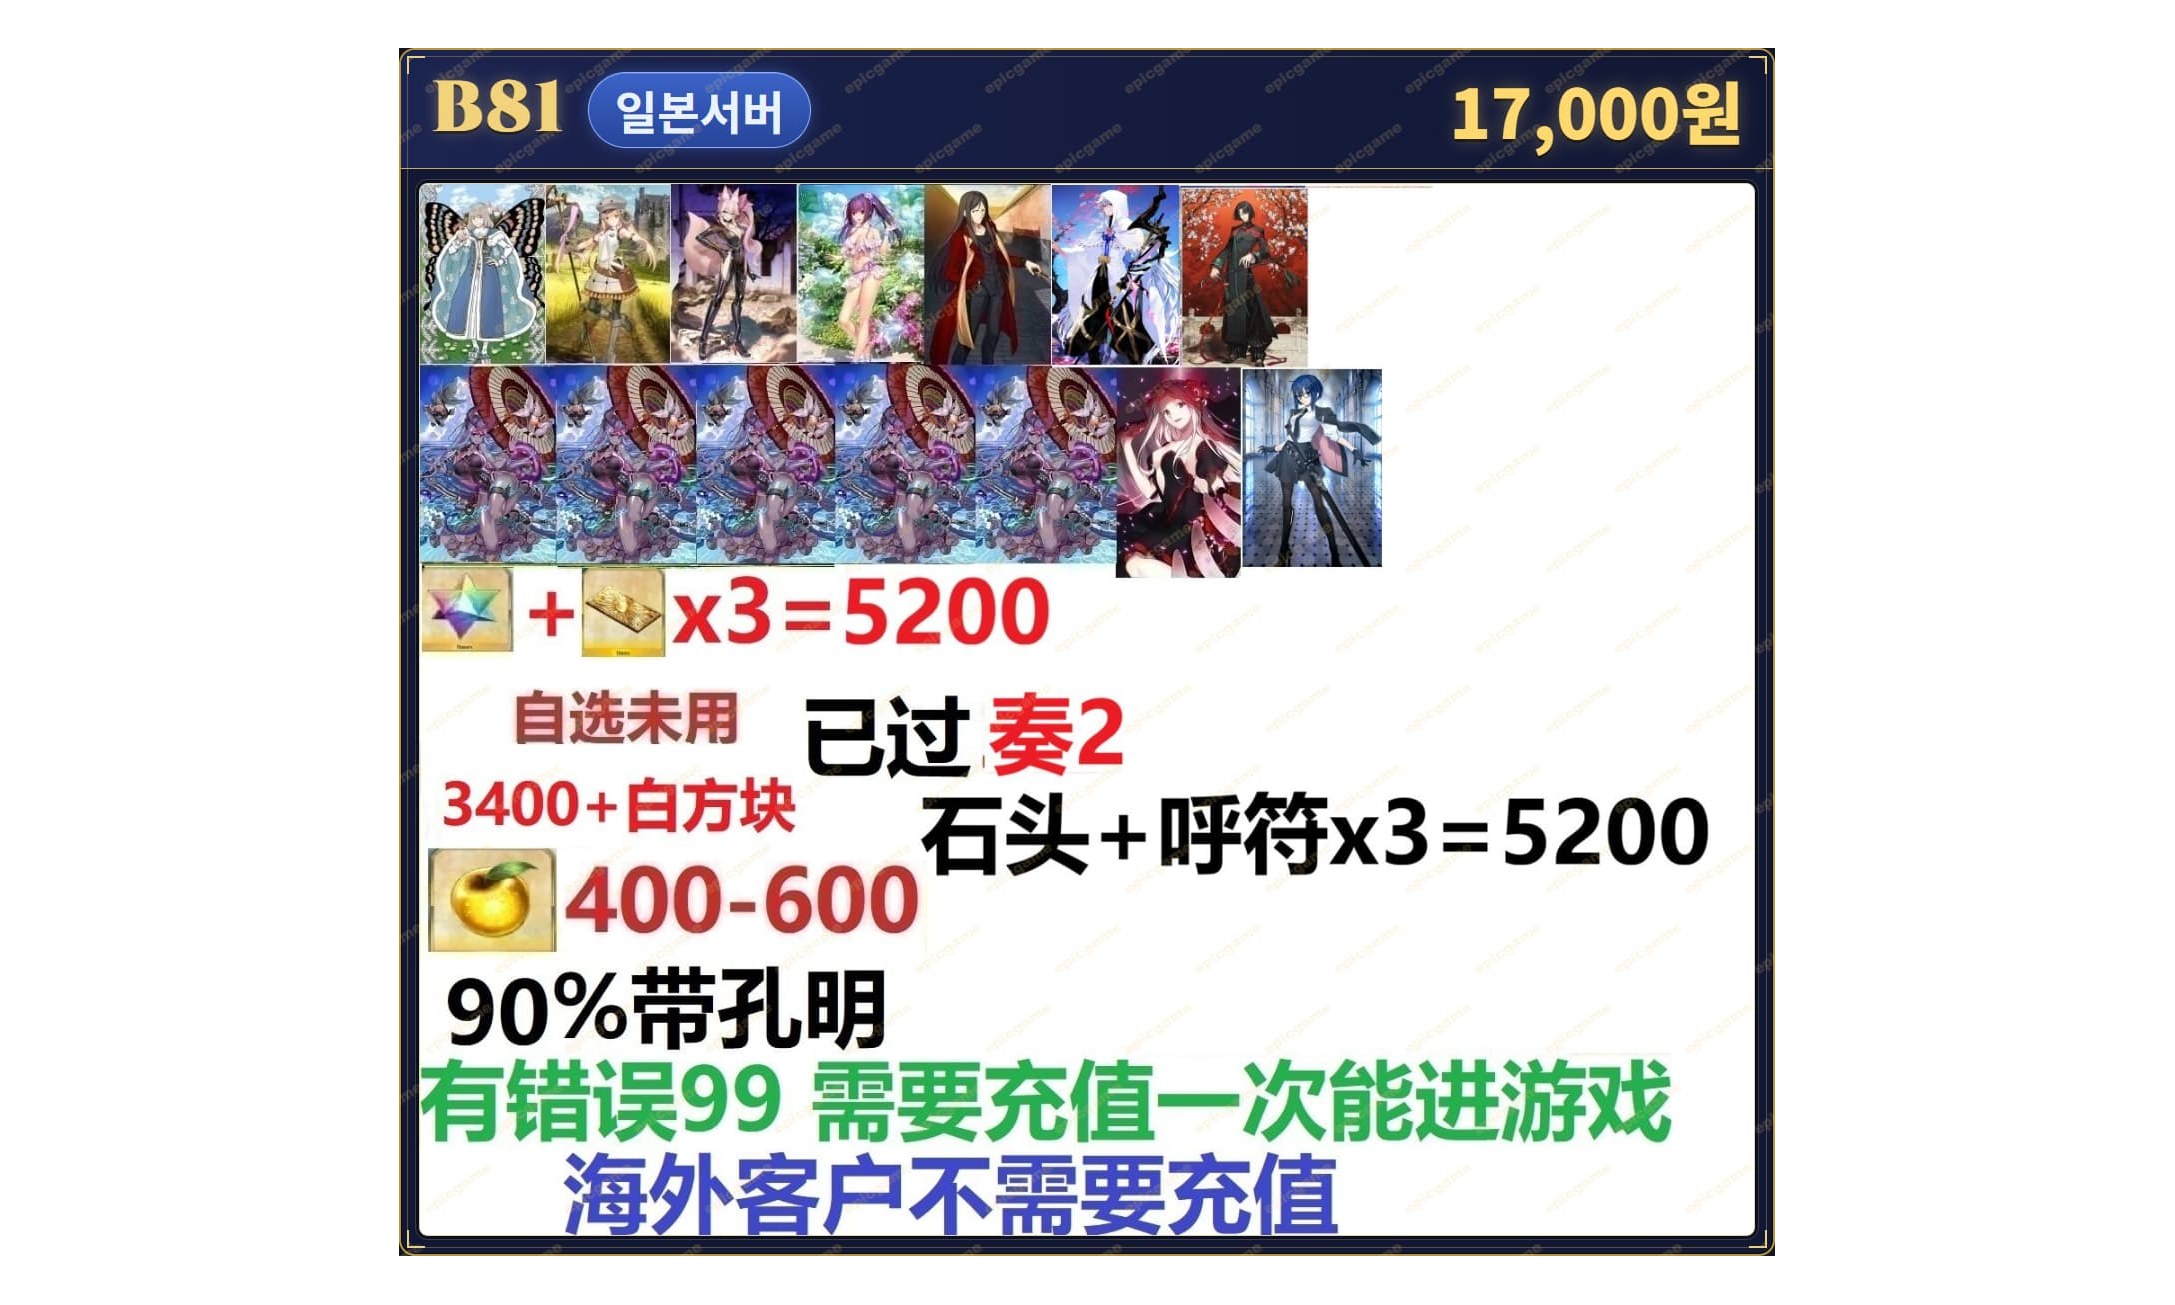 B81 일본서버 17,000원
+ x3=5200
自选未用 已过 奏2
3400+白方块
石头+呼符x3=5200
400-600
90%带孔明
有错误99 需要充值一次能进游戏
海外客户不需要充值
epicgame